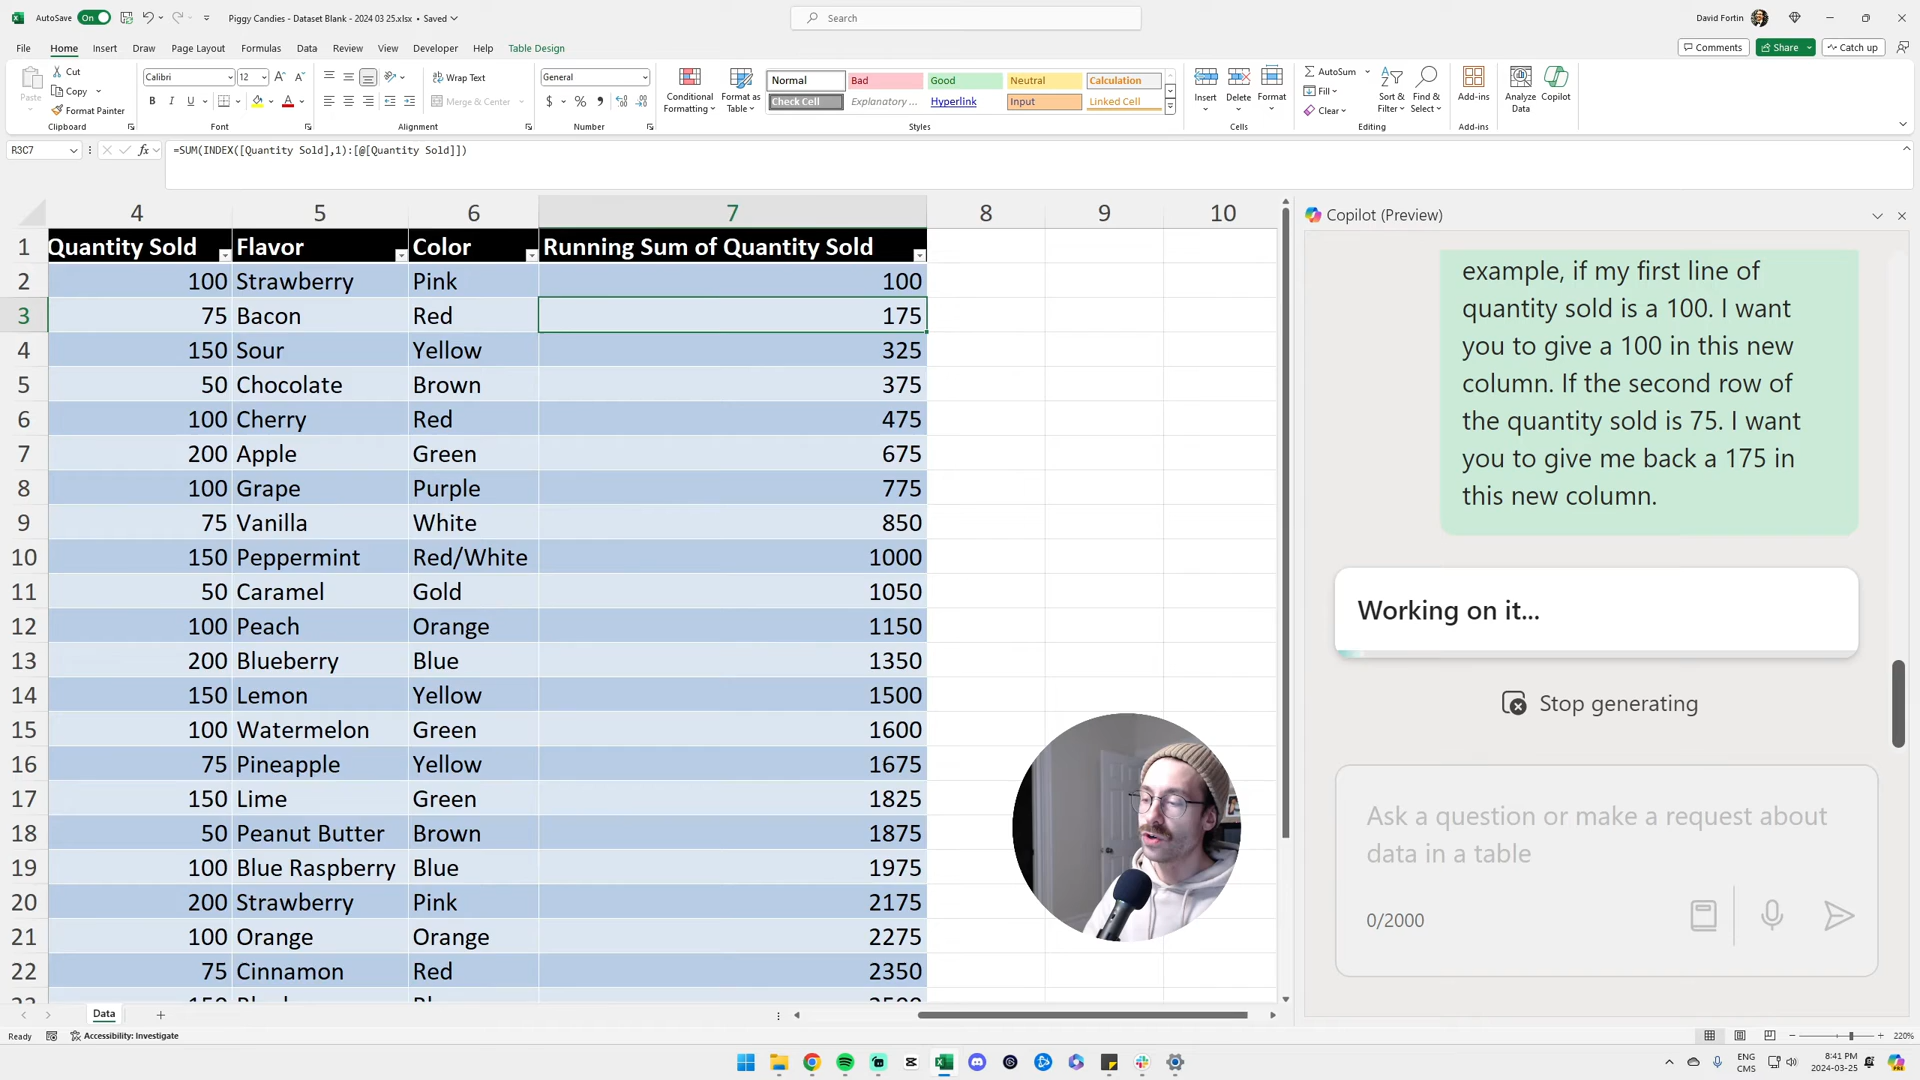 AutoSave On Piggy Candies - Dataset Blank - 2024 03 25.xlsx • Saved Search David Fortin
File Home Insert Draw Page Layout Formulas Data Review View Developer Help Table Design Comments Share Catch up
Paste Cut Copy Format Painter Clipboard
Calibri 12 B I U Font
Wrap Text Merge & Center Alignment
General $ % Number
Conditional Formatting Format as Table
Normal Bad Good Neutral Calculation
Check Cell Explanatory ... Hyperlink Input Linked Cell
Styles
Insert Delete Format Cells
AutoSum Fill Clear Sort & Filter Find & Select Editing
Add-ins Add-ins
Analyze Data Copilot
R3C7 fx =SUM(INDEX([Quantity Sold],1):[@[Quantity Sold]])
4 5 6 7 8 9 10
1 Quantity Sold Flavor Color Running Sum of Quantity Sold
2 100 Strawberry Pink 100
3 75 Bacon Red 175
4 150 Sour Yellow 325
5 50 Chocolate Brown 375
6 100 Cherry Red 475
7 200 Apple Green 675
8 100 Grape Purple 775
9 75 Vanilla White 850
10 150 Peppermint Red/White 1000
11 50 Caramel Gold 1050
12 100 Peach Orange 1150
13 200 Blueberry Blue 1350
14 150 Lemon Yellow 1500
15 100 Watermelon Green 1600
16 75 Pineapple Yellow 1675
17 150 Lime Green 1825
18 50 Peanut Butter Brown 1875
19 100 Blue Raspberry Blue 1975
20 200 Strawberry Pink 2175
21 100 Orange Orange 2275
22 75 Cinnamon Red 2350
Copilot (Preview)
example, if my first line of
quantity sold is a 100. I want
you to give a 100 in this new
column. If the second row of
the quantity sold is 75. I want
you to give me back a 175 in
this new column.
Working on it...
Stop generating
Ask a question or make a request about
data in a table
0/2000
Data
Ready Accessibility: Investigate 220%
ENG
CMS
8:41 PM
2024-03-25